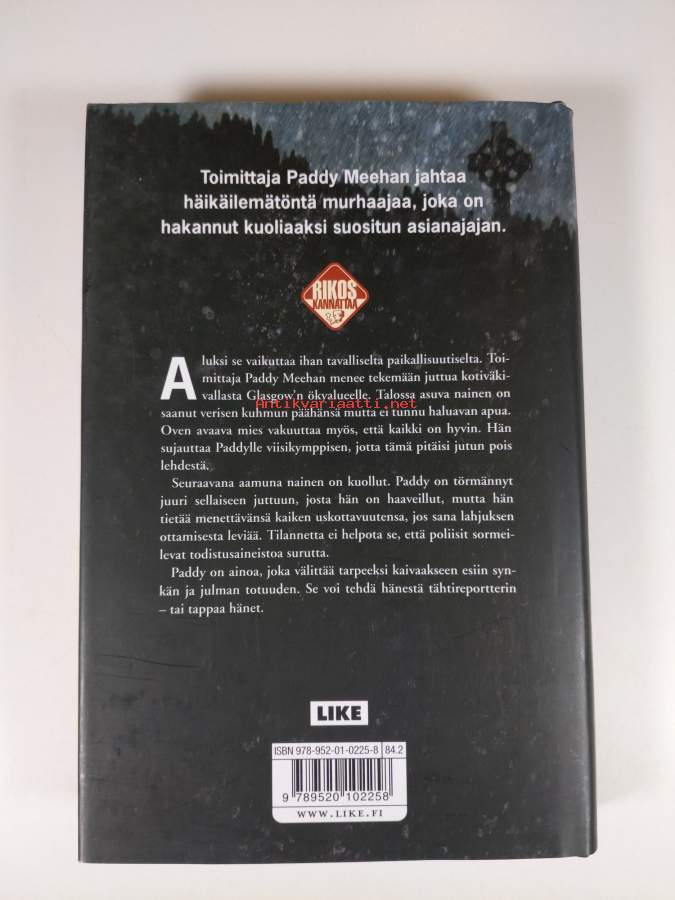 Toimittaja Paddy Meehan jahtaa
häikäilemätöntä murhaajaa, joka on
hakannut kuoliaaksi suositun asianajajan.
RIKOS
KANNATTAA
Aluksi se vaikuttaa ihan tavalliselta paikallisuutiselta. Toi-
mittaja Paddy Meehan menee tekemään juttua kotiväki-
vallasta Glasgow'n ökyalueelle. Talossa asuva nainen on
Antikvariaatti.net
saanut verisen kuhmun päähänsä mutta ei tunnu haluavan apua.
Oven avaava mies vakuuttaa myös, että kaikki on hyvin. Hän
sujauttaa Paddylle viisikymppisen, jotta tämä pitäisi jutun pois
lehdestä.
Seuraavana aamuna nainen on kuollut. Paddy on törmännyt
juuri sellaiseen juttuun, josta hän on haaveillut, mutta hän
tietää menettävänsä kaiken uskottavuutensa, jos sana lahjuksen
ottamisesta leviää. Tilannetta ei helpota se, että poliisit sormei-
levat todistusaineistoa surutta.
Paddy on ainoa, joka välittää tarpeeksi kaivaakseen esiin syn-
kän ja julman totuuden. Se voi tehdä hänestä tähtireportterin
– tai tappaa hänet.
LIKE
ISBN 978-952-01-0225-8 84.2
9 789520 102258
WWW.LIKE.FI